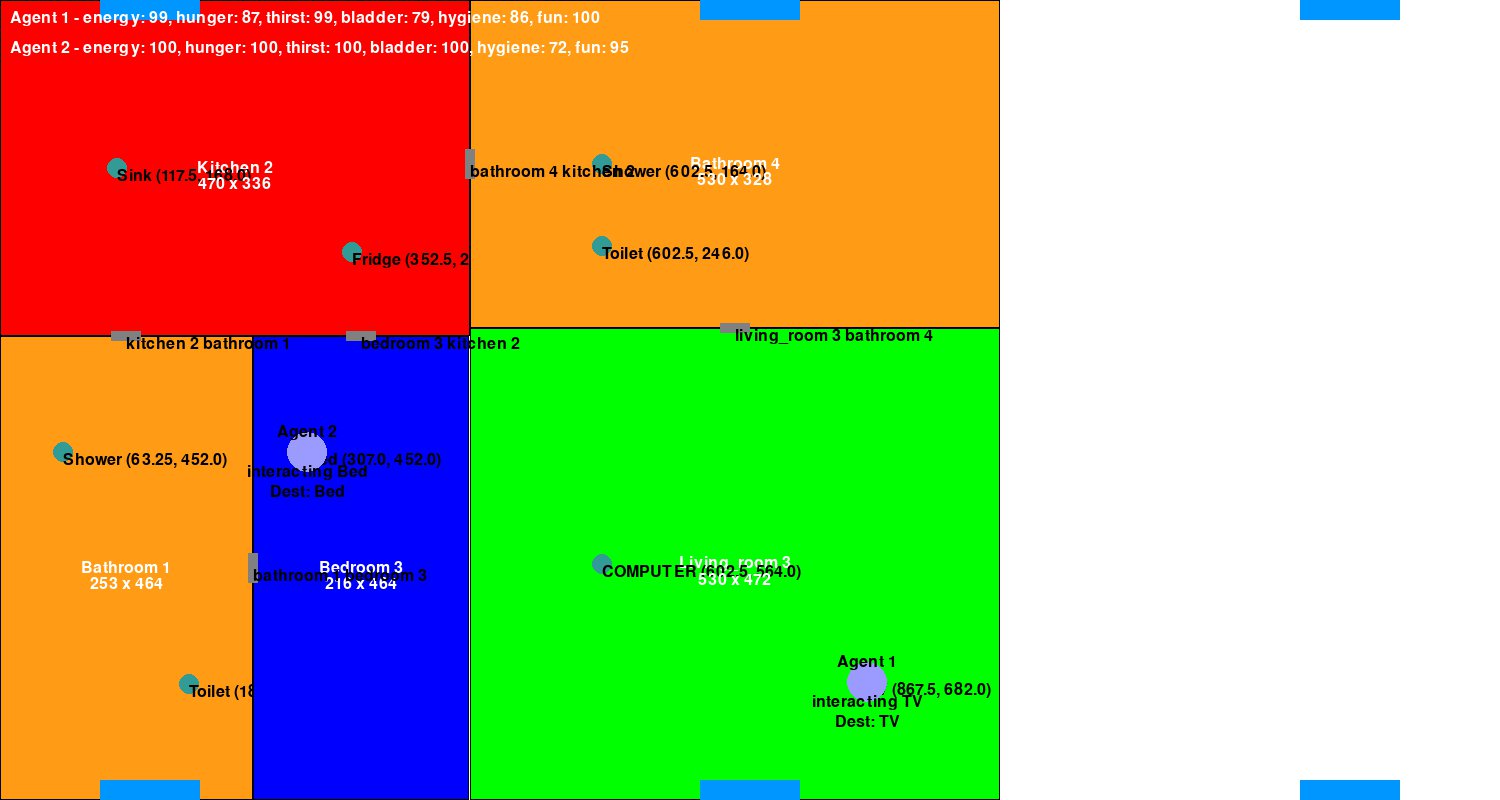 Agent 1 - energy: 99, hunger: 87, thirst: 99, bladder: 79, hygiene: 86, fun: 100
Agent 2 - energy: 100, hunger: 100, thirst: 100, bladder: 100, hygiene: 72, fun: 95
Kitchen 2
470 x 336
Sink (117.5, 168.0)
Fridge (352.5, 2
bathroom 4 kitchen 2
Shower (602.5, 164.0)
Bathroom 4
530 x 328
Toilet (602.5, 246.0)
kitchen 2 bathroom 1
bedroom 3 kitchen 2
living_room 3 bathroom 4
Shower (63.25, 452.0)
Agent 2
(307.0, 452.0)
interacting Bed
Dest: Bed
Bathroom 1
253 x 464
bathroom 1 bedroom 3
Bedroom 3
216 x 464
Toilet (18
COMPUTER (602.5, 564.0)
Living_room 3
530 x 472
Agent 1
(867.5, 682.0)
interacting TV
Dest: TV